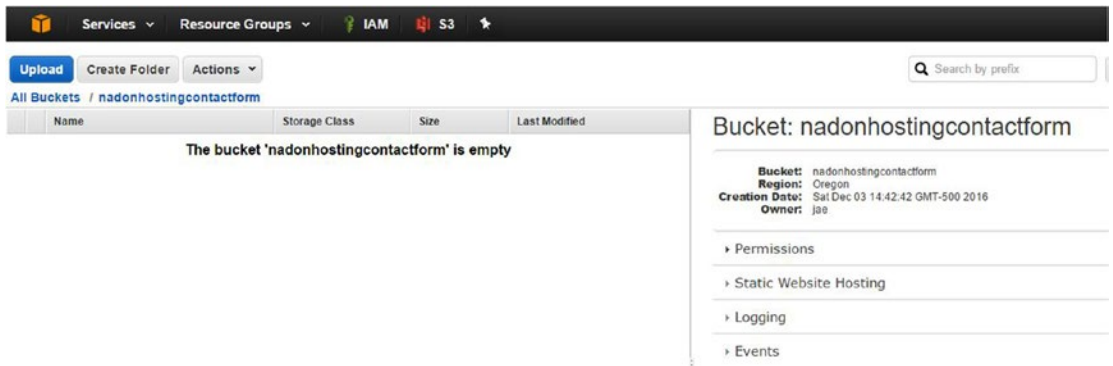 Services Resource Groups IAM S3
Upload Create Folder Actions Search by prefix
All Buckets / nadonhostingcontactform
Name Storage Class Size Last Modified
The bucket 'nadonhostingcontactform' is empty
Bucket: nadonhostingcontactform
Bucket: nadonhostingcontactform
Region: Oregon
Creation Date: Sat Dec 03 14:42:42 GMT-500 2016
Owner: jae
Permissions
Static Website Hosting
Logging
Events